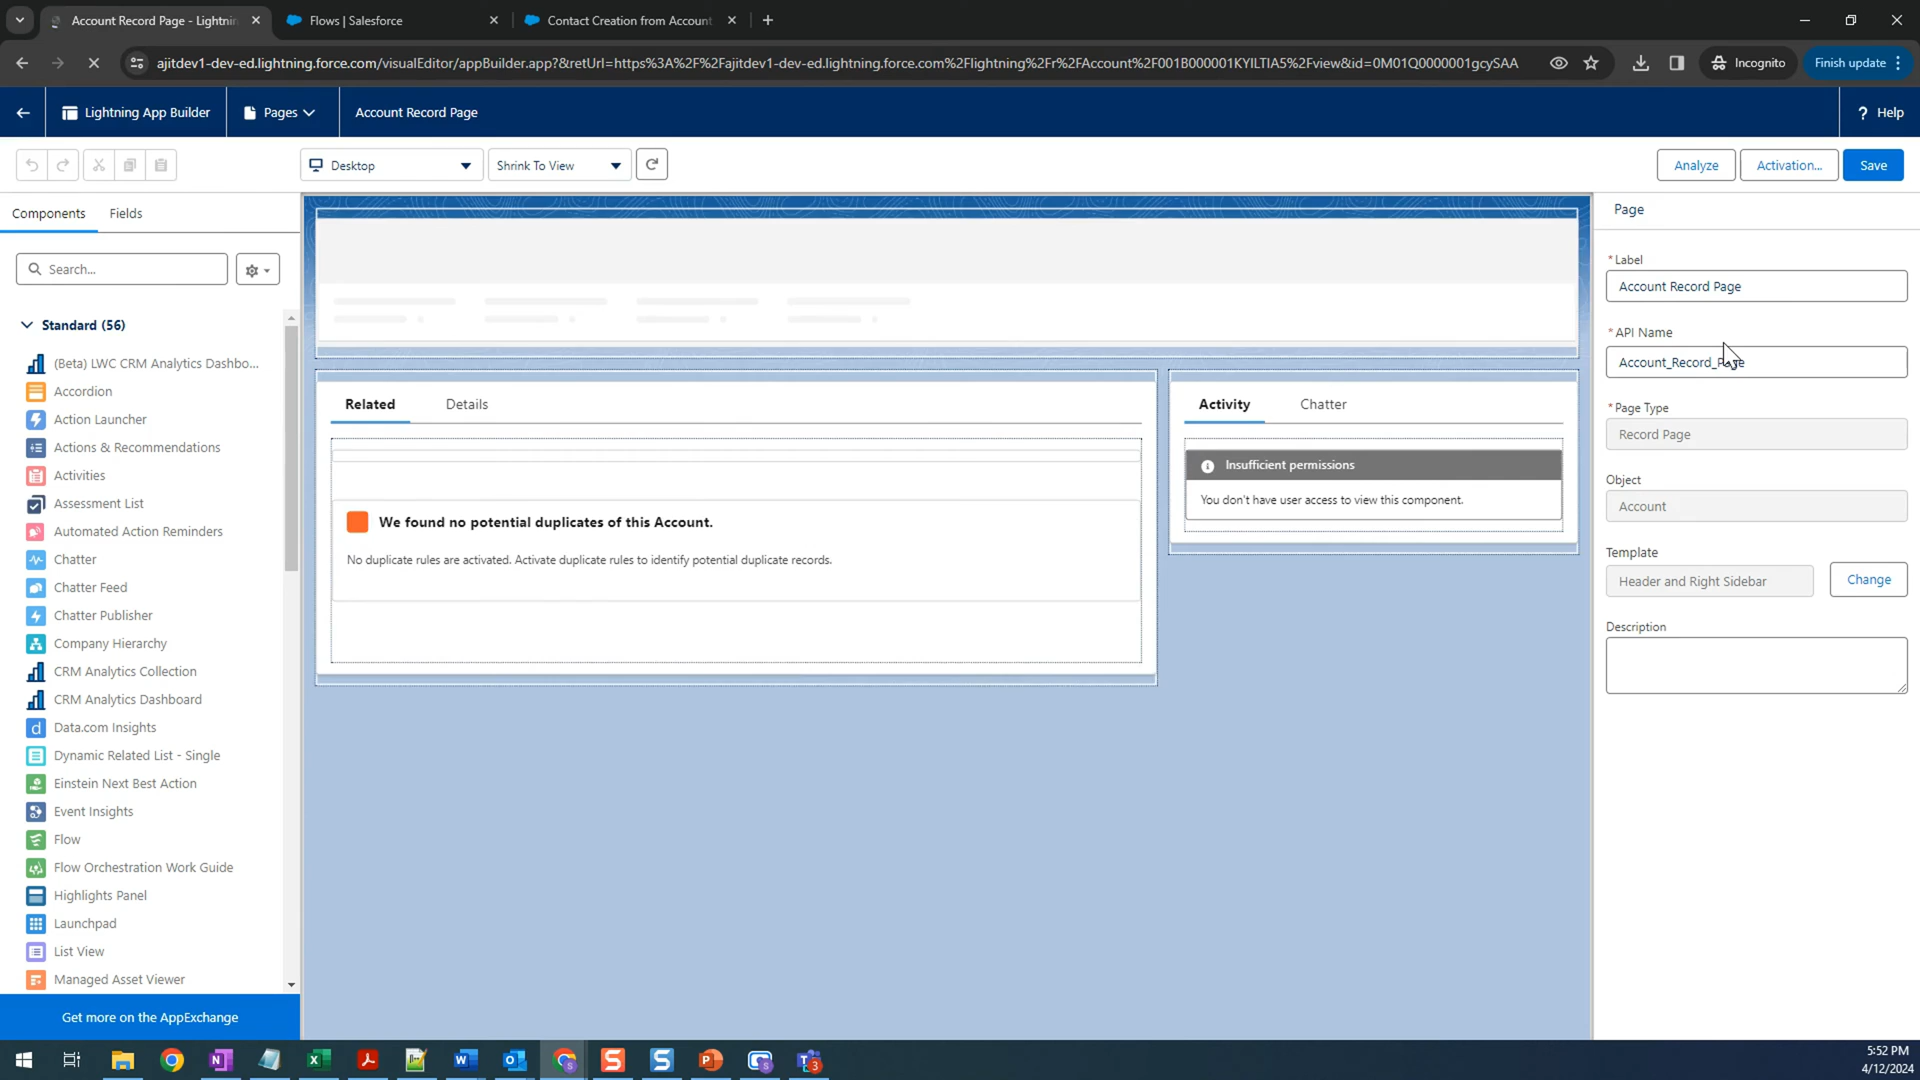 Account Record Page - Lightnin
Flows | Salesforce
Contact Creation from Account
ajitdev1-dev-ed.lightning.force.com/visualEditor/appBuilder.app?&retUrl=https%3A%2F%2Fajitdev1-dev-ed.lightning.force.com%2Flightning%2Fr%2FAccount%2F001B000001KYILTIA5%2Fview&id=0M01Q0000001gcySAA
Incognito
Finish update
Lightning App Builder
Pages
Account Record Page
? Help
Desktop
Shrink To View
Analyze
Activation...
Save
Components
Fields
Search...
Standard (56)
(Beta) LWC CRM Analytics Dashbo...
Accordion
Action Launcher
Actions & Recommendations
Activities
Assessment List
Automated Action Reminders
Chatter
Chatter Feed
Chatter Publisher
Company Hierarchy
CRM Analytics Collection
CRM Analytics Dashboard
Data.com Insights
Dynamic Related List - Single
Einstein Next Best Action
Event Insights
Flow
Flow Orchestration Work Guide
Highlights Panel
Launchpad
List View
Managed Asset Viewer
Get more on the AppExchange
Related
Details
We found no potential duplicates of this Account.
No duplicate rules are activated. Activate duplicate rules to identify potential duplicate records.
Activity
Chatter
Insufficient permissions
You don't have user access to view this component.
Page
*Label
Account Record Page
*API Name
Account_Record_Page
*Page Type
Record Page
Object
Account
Template
Header and Right Sidebar
Change
Description
5:52 PM
4/12/2024